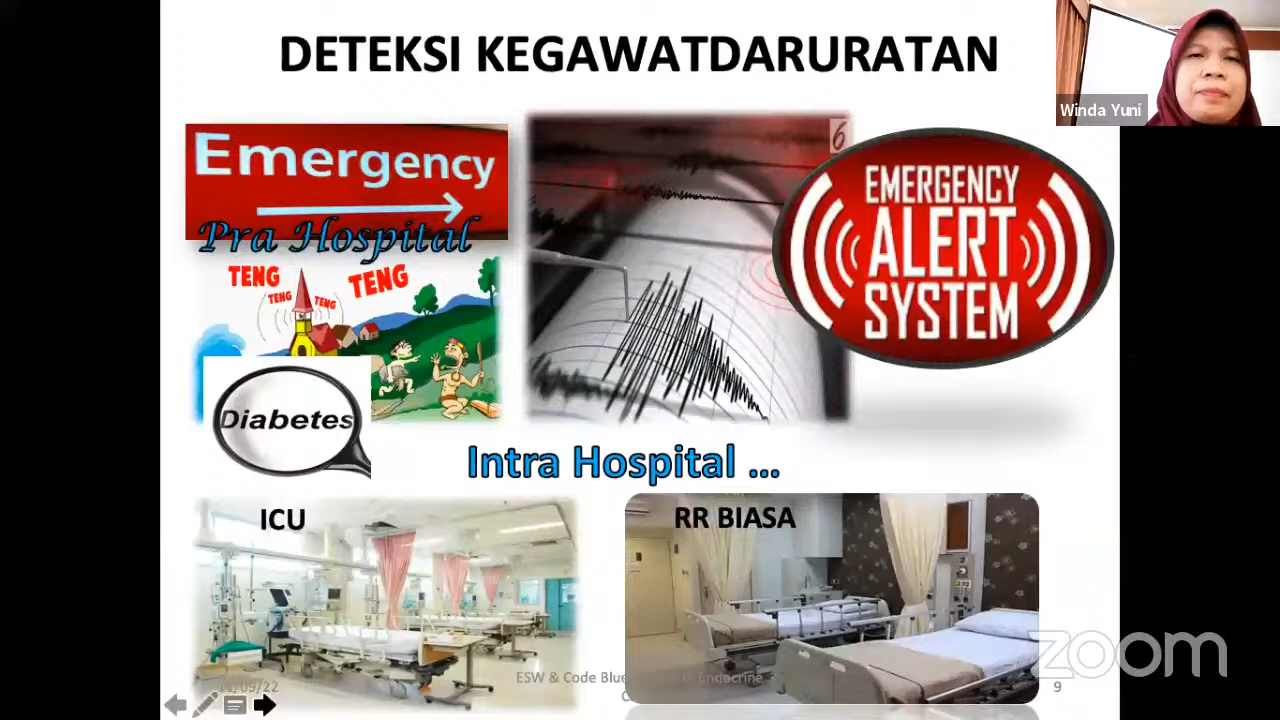 DETEKSI KEGAWATDARURATAN
Winda Yuni
Emergency
Pra Hospital
TENG
TENG
TENG
TENG
6
EMERGENCY
ALERT
SYSTEM
Diabetes
Intra Hospital ...
ICU
RR BIASA
zoom
ESW & Code Blue
Endocrine
/22
9